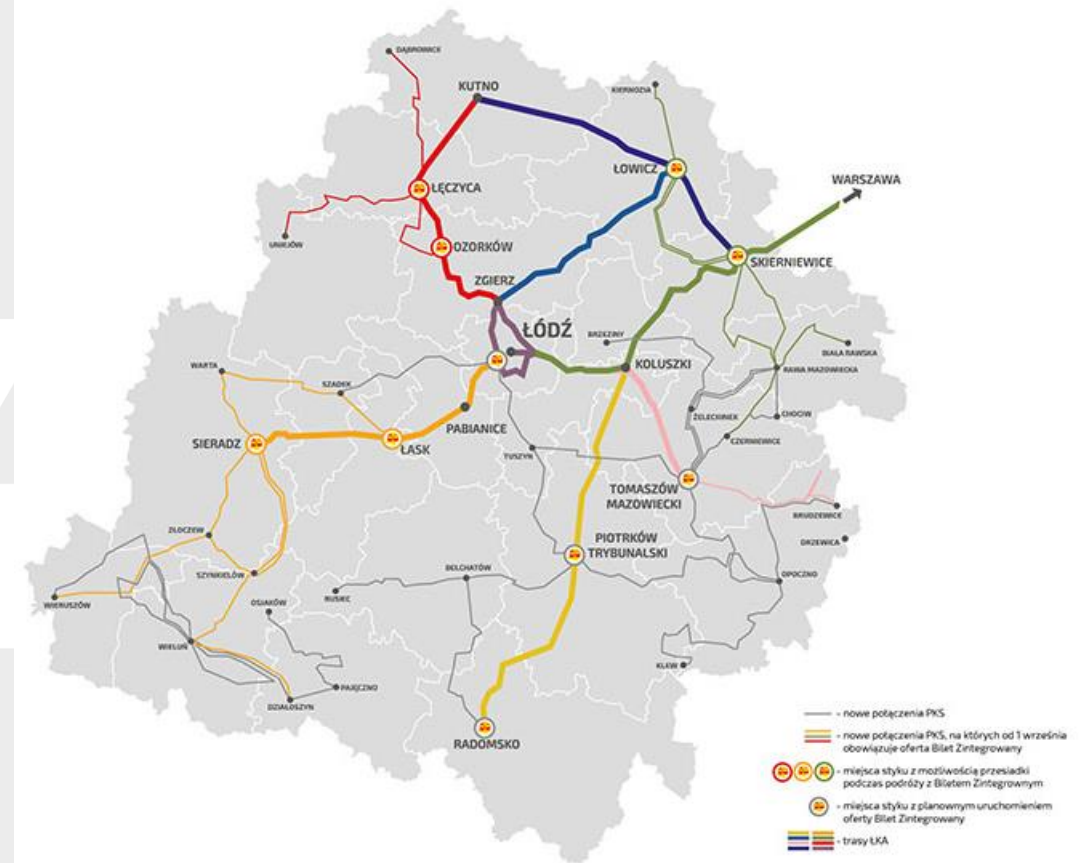 DĄBROWICE
KUTNO
KIERNOZIA
ŁOWICZ
WARSZAWA
ŁĘCZYCA
UNIEJÓW
OZORKÓW
SKIERNIEWICE
ZGIERZ
ŁÓDŹ
BRZEZINY
BIAŁA RAWSKA
KOLUSZKI
RAWA MAZOWIECKA
WARTA
SZADEK
ŻELECHLINEK
CHOCIW
PABIANICE
CZERNIEWICE
SIERADZ
ŁASK
TUSZYN
TOMASZÓW
MAZOWIECKI
BRUDZEWICE
ZŁOCZEW
PIOTRKÓW
TRYBUNALSKI
DRZEWICA
BEŁCHATÓW
SZYNKIELÓW
OPOCZNO
WIERUSZÓW
OSJAKÓW
RUSIEC
WIELUŃ
KLEW
PAJĘCZNO
DZIAŁOSZYN
RADOMSKO
- nowe połączenia PKS
- nowe połączenia PKS, na których od 1 września
obowiązuje oferta Bilet Zintegrowany
- miejsca styku z możliwością przesiadki
podczas podróży z Biletem Zintegrownym
- miejsca styku z planownym uruchomieniem
oferty Bilet Zintegrowany
- trasy ŁKA